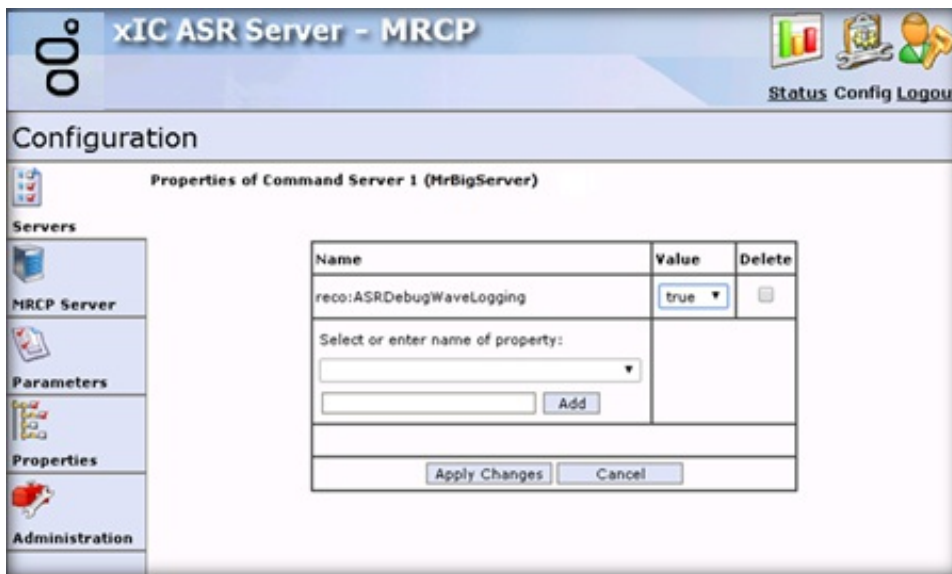 xIC ASR Server - MRCP
Status Config Logou
Configuration
Properties of Command Server 1 (MrBigServer)
Servers
MRCP Server
Parameters
Properties
Administration
Name Value Delete
reco:ASRDebugWaveLogging true
Select or enter name of property:
Add
Apply Changes Cancel